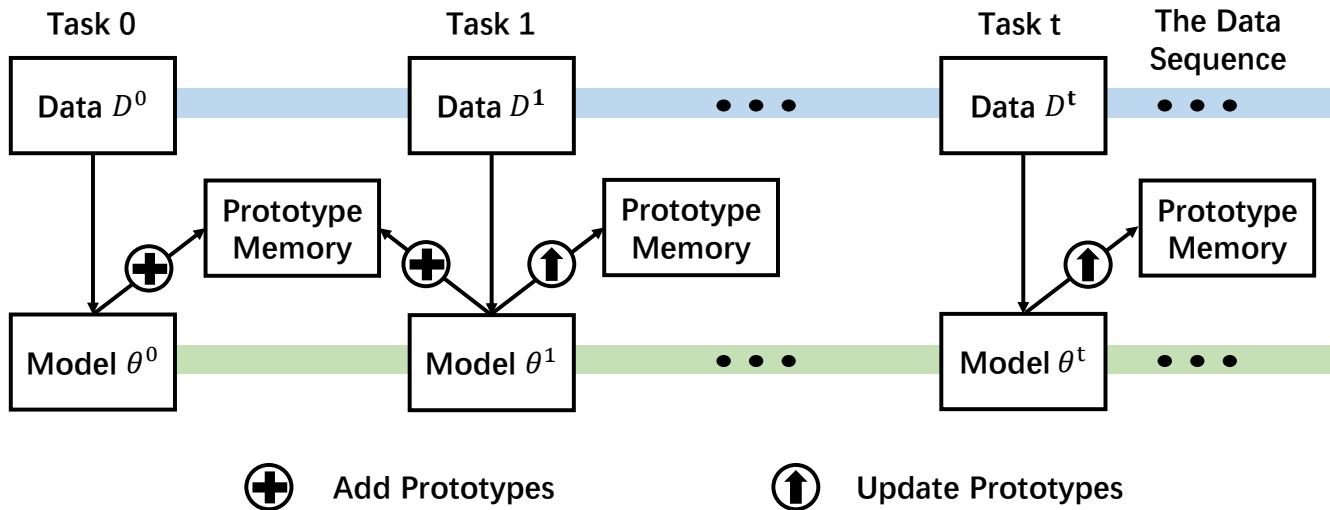 Task 0
Task 1
Task t
The Data
Sequence
Data D⁰
Data D¹
• • •
Data Dᵗ
• • •
Prototype
Memory
Prototype
Memory
Prototype
Memory
Model θ⁰
Model θ¹
• • •
Model θᵗ
• • •
Add Prototypes
Update Prototypes